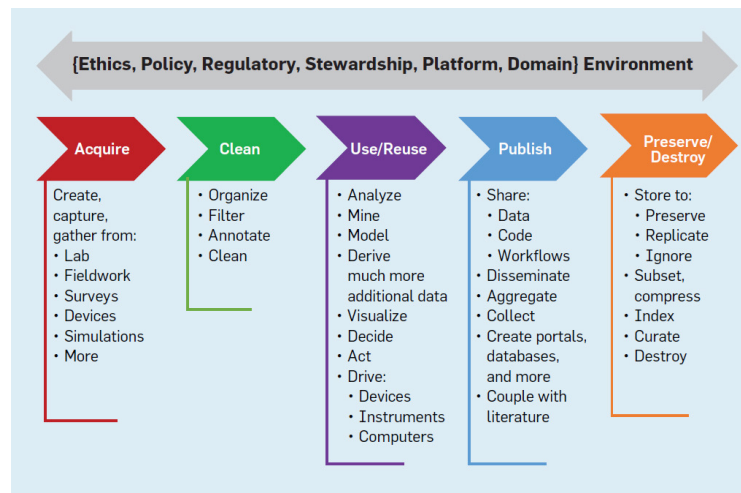 {Ethics, Policy, Regulatory, Stewardship, Platform, Domain} Environment
Acquire
Create,
capture,
gather from:
• Lab
• Fieldwork
• Surveys
• Devices
• Simulations
• More
Clean
• Organize
• Filter
• Annotate
• Clean
Use/Reuse
• Analyze
• Mine
• Model
• Derive
much more
additional data
• Visualize
• Decide
• Act
• Drive:
• Devices
• Instruments
• Computers
Publish
• Share:
• Data
• Code
• Workflows
• Disseminate
• Aggregate
• Collect
• Create portals,
databases,
and more
• Couple with
literature
Preserve/
Destroy
• Store to:
• Preserve
• Replicate
• Ignore
• Subset,
compress
• Index
• Curate
• Destroy